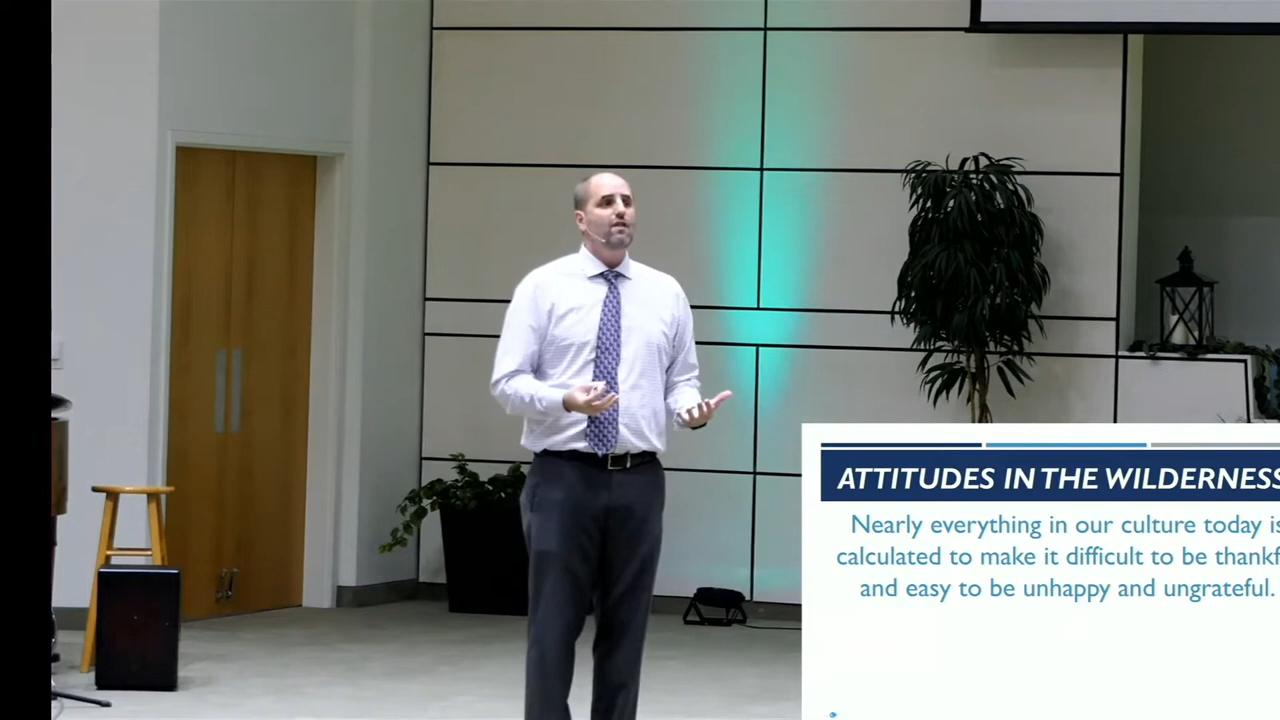 ATTITUDES IN THE WILDERNESS
Nearly everything in our culture today is
calculated to make it difficult to be thankf
and easy to be unhappy and ungrateful.